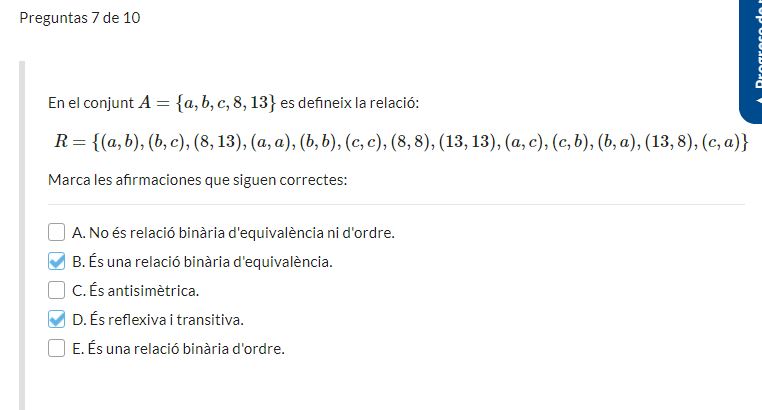 Preguntas 7 de 10
En el conjunt A = {a, b, c, 8, 13} es defineix la relació:
R = {(a, b), (b, c), (8, 13), (a, a), (b, b), (c, c), (8, 8), (13, 13), (a, c), (c, b), (b, a), (13, 8), (c, a)}
Marca les afirmaciones que siguen correctes:
A. No és relació binària d'equivalència ni d'ordre.
B. És una relació binària d'equivalència.
C. És antisimètrica.
D. És reflexiva i transitiva.
E. És una relació binària d'ordre.